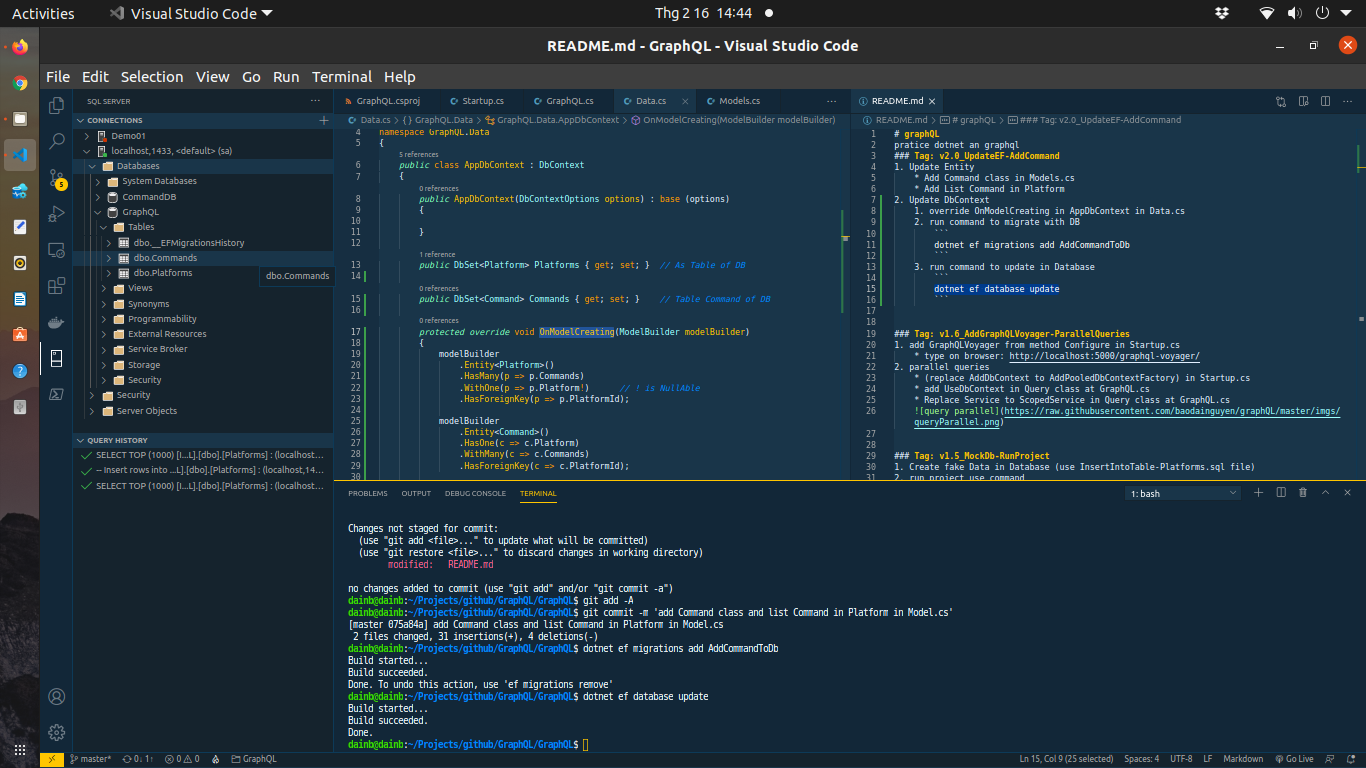 Activities
Visual Studio Code
Thg 2 16 14:44
README.md - GraphQL - Visual Studio Code
File Edit Selection View Go Run Terminal Help
SQL SERVER
CONNECTIONS
Demo01
localhost,1433, <default> (sa)
Databases
System Databases
CommandDB
GraphQL
Tables
dbo.__EFMigrationsHistory
dbo.Commands
dbo.Platforms
dbo.Commands
Views
Synonyms
Programmability
External Resources
Service Broker
Storage
Security
Security
Server Objects
QUERY HISTORY
SELECT TOP (1000) [I...L].[dbo].[Platforms] : (localhost...
-- Insert rows into ...L].[dbo].[Platforms] : (localhost,14...
SELECT TOP (1000) [I...L].[dbo].[Platforms] : (localhost...
5
GraphQL.csproj
Startup.cs
GraphQL.cs
Data.cs
Models.cs
Data.cs > {} GraphQL.Data > GraphQL.Data.AppDbContext > OnModelCreating(ModelBuilder modelBuilder)
4 namespace GraphQL.Data
5 {
5 references
6 public class AppDbContext : DbContext
7 {
0 references
8 public AppDbContext(DbContextOptions options) : base (options)
9 {
10
11 }
12
1 reference
13 public DbSet<Platform> Platforms { get; set; } // As Table of DB
14
0 references
15 public DbSet<Command> Commands { get; set; } // Table Command of DB
16
0 references
17 protected override void OnModelCreating(ModelBuilder modelBuilder)
18 {
19 modelBuilder
20 .Entity<Platform>()
21 .HasMany(p => p.Commands)
22 .WithOne(p => p.Platform!) // ! is NullAble
23 .HasForeignKey(p => p.PlatformId);
24
25 modelBuilder
26 .Entity<Command>()
27 .HasOne(c => c.Platform)
28 .WithMany(c => c.Commands)
29 .HasForeignKey(c => c.PlatformId);
30
README.md
README.md > # graphQL > ### Tag: v2.0_UpdateEF-AddCommand
1 # graphQL
2 pratice dotnet an graphql
3 ### Tag: v2.0_UpdateEF-AddCommand
4 1. Update Entity
5 * Add Command class in Models.cs
6 * Add List Command in Platform
7 2. Update DbContext
8 1. override OnModelCreating in AppDbContext in Data.cs
9 2. run command to migrate with DB
10 ```
11 dotnet ef migrations add AddCommandToDb
12 ```
13 3. run command to update in Database
14 ```
15 dotnet ef database update
16 ```
17
18
19 ### Tag: v1.6_AddGraphQLVoyager-ParallelQueries
20 1. add GraphQLVoyager from method Configure in Startup.cs
21 * type on browser: http://localhost:5000/graphql-voyager/
22 2. parallel queries
23 * (replace AddDbContext to AddPooledDbContextFactory) in Startup.cs
24 * add UseDbContext in Query class at GraphQL.cs
25 * Replace Service to ScopedService in Query class at GraphQL.cs
26 ![query parallel](https://raw.githubusercontent.com/baodainguyen/graphQL/master/imgs/
queryParallel.png)
27
28
29 ### Tag: v1.5_MockDb-RunProject
30 1. Create fake Data in Database (use InsertIntoTable-Platforms.sql file)
31 2. run project use command
PROBLEMS OUTPUT DEBUG CONSOLE TERMINAL
1: bash
Changes not staged for commit:
(use "git add <file>..." to update what will be committed)
(use "git restore <file>..." to discard changes in working directory)
modified: README.md
no changes added to commit (use "git add" and/or "git commit -a")
dainb@dainb:~/Projects/github/GraphQL/GraphQL$ git add -A
dainb@dainb:~/Projects/github/GraphQL/GraphQL$ git commit -m 'add Command class and list Command in Platform in Model.cs'
[master 075a84a] add Command class and list Command in Platform in Model.cs
2 files changed, 31 insertions(+), 4 deletions(-)
dainb@dainb:~/Projects/github/GraphQL/GraphQL$ dotnet ef migrations add AddCommandToDb
Build started...
Build succeeded.
Done. To undo this action, use 'ef migrations remove'
dainb@dainb:~/Projects/github/GraphQL/GraphQL$ dotnet ef database update
Build started...
Build succeeded.
Done.
dainb@dainb:~/Projects/github/GraphQL/GraphQL$
master* 0↓ 1↑ 0 0 GraphQL
Ln 15, Col 9 (25 selected) Spaces: 4 UTF-8 LF Markdown Go Live